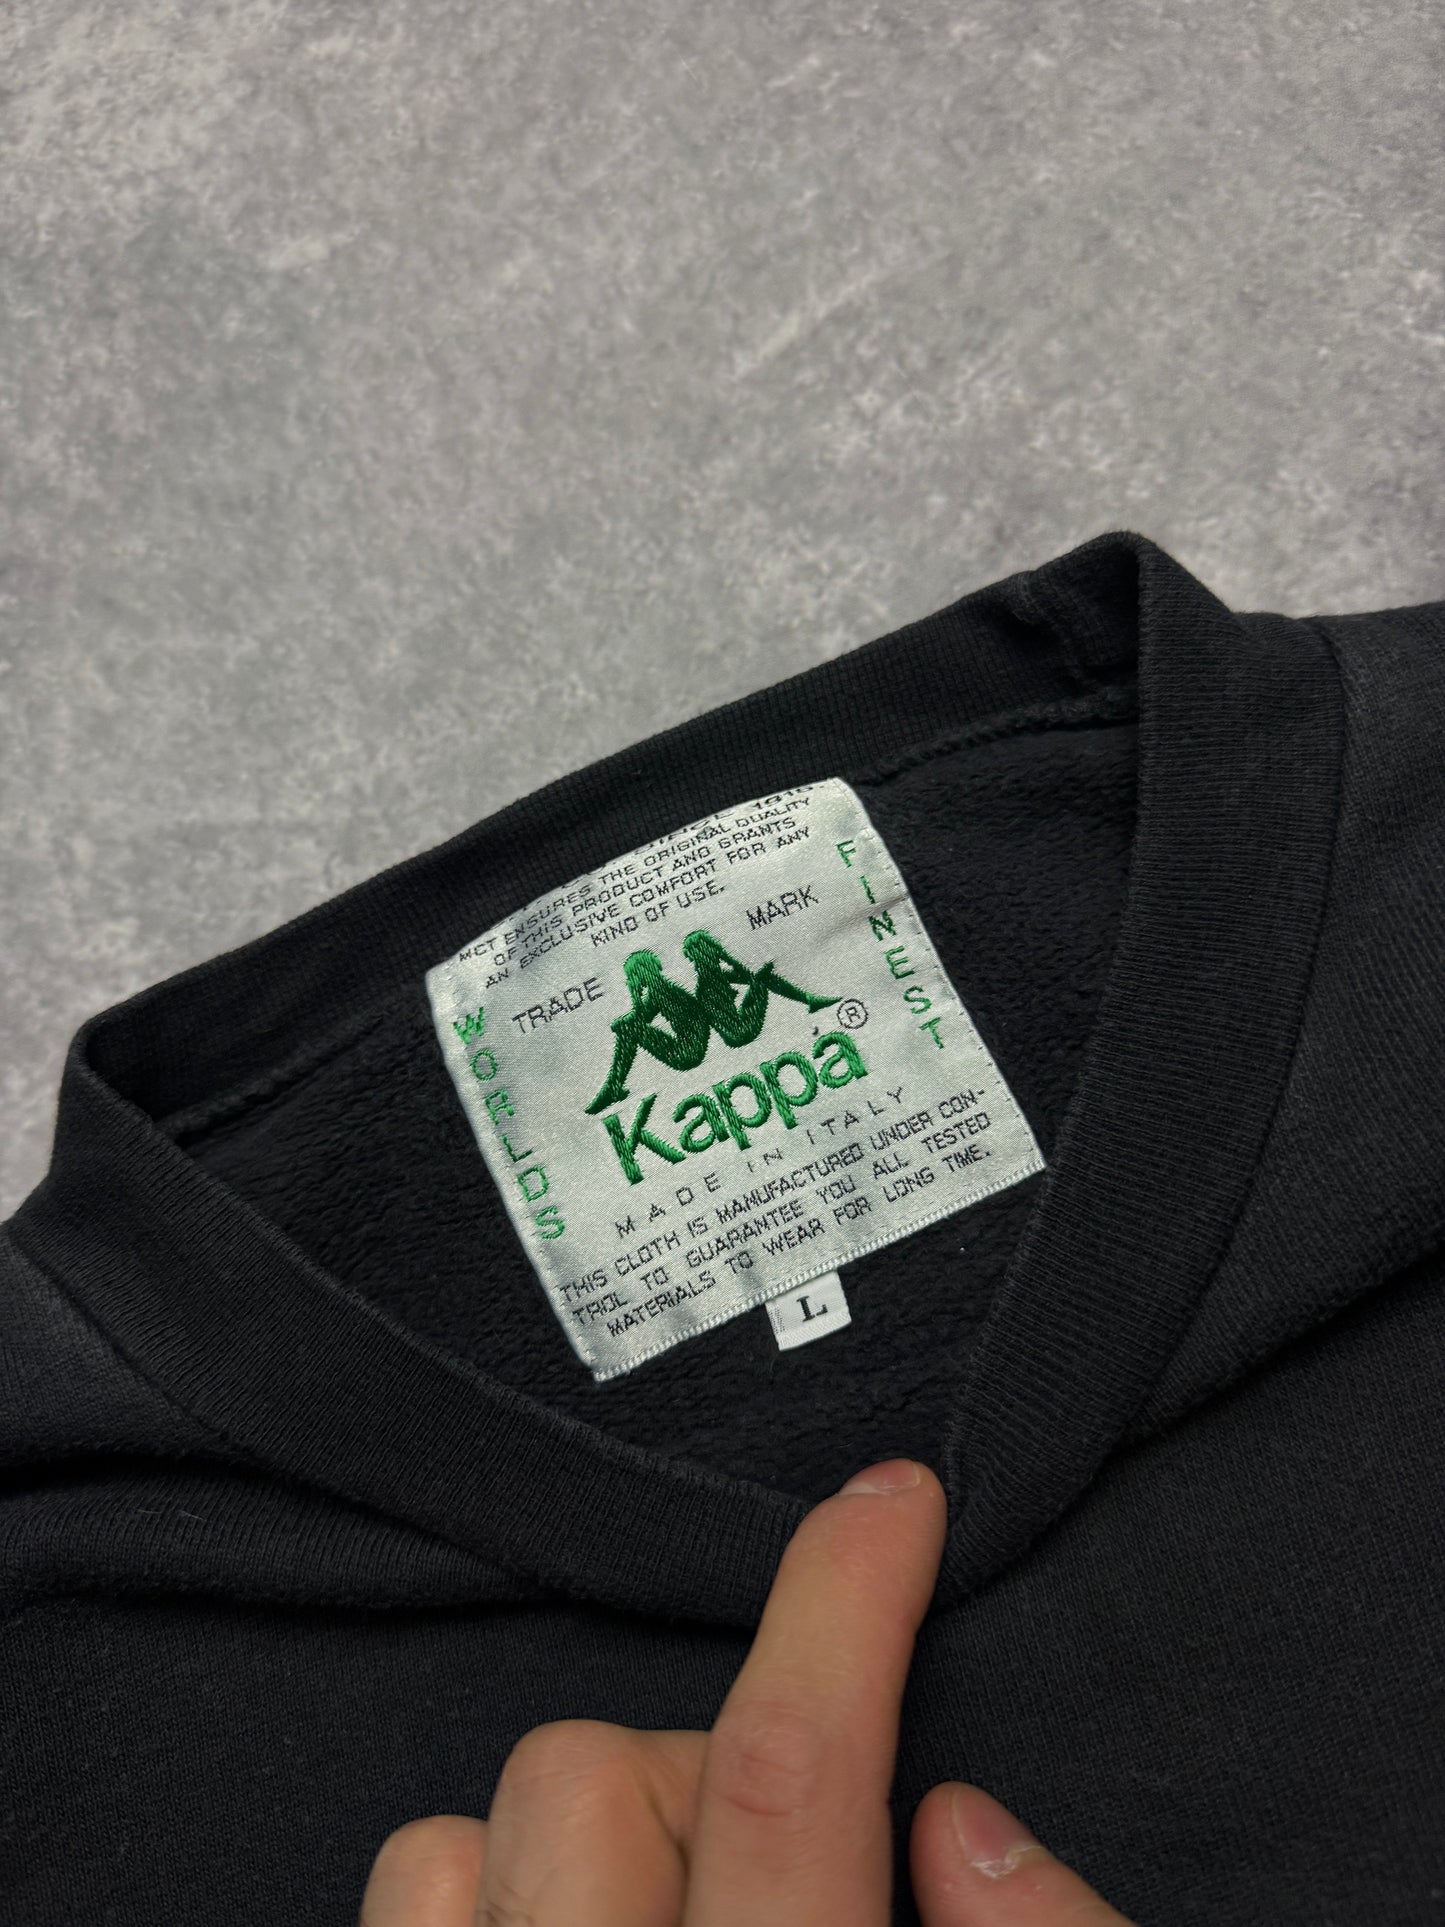 1916
MCT ENSURES THE ORIGINAL QUALITY
OF THIS PRODUCT AND GRANTS
AN EXCLUSIVE COMFORT FOR ANY
KIND OF USE.
TRADE MARK
WORLDS
FINEST
Kappa ®
MADE IN ITALY
THIS CLOTH IS MANUFACTURED UNDER CON-
TROL TO GUARANTEE YOU ALL TESTED
MATERIALS TO WEAR FOR LONG TIME.
L